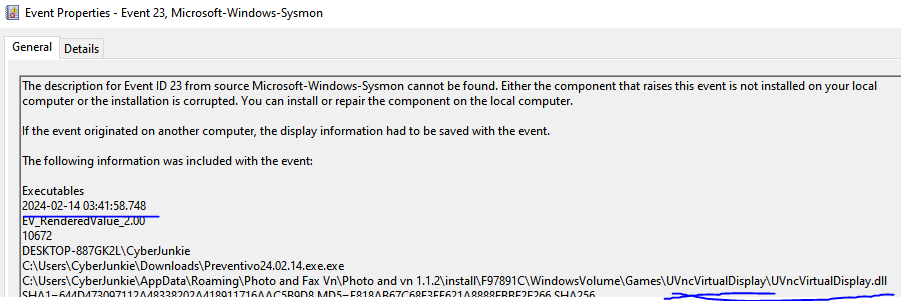 Event Properties - Event 23, Microsoft-Windows-Sysmon
General Details
The description for Event ID 23 from source Microsoft-Windows-Sysmon cannot be found. Either the component that raises this event is not installed on your local
computer or the installation is corrupted. You can install or repair the component on the local computer.
If the event originated on another computer, the display information had to be saved with the event.
The following information was included with the event:
Executables
2024-02-14 03:41:58.748
EV_RenderedValue_2.00
10672
DESKTOP-887GK2L\CyberJunkie
C:\Users\CyberJunkie\Downloads\Preventivo24.02.14.exe.exe
C:\Users\CyberJunkie\AppData\Roaming\Photo and Fax Vn\Photo and vn 1.1.2\install\F97891C\WindowsVolume\Games\UVncVirtualDisplay\UVncVirtualDisplay.dll